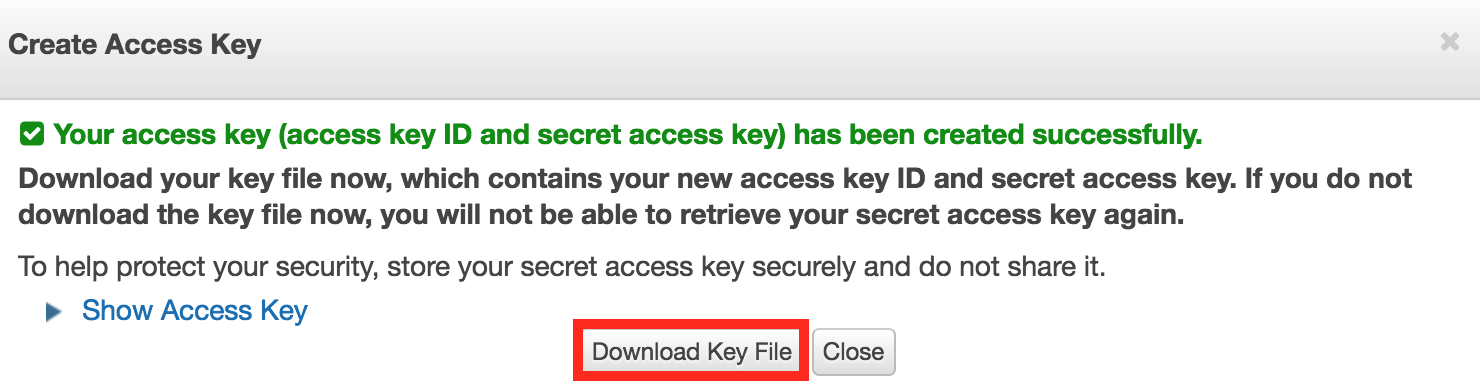 Create Access Key
Your access key (access key ID and secret access key) has been created successfully.
Download your key file now, which contains your new access key ID and secret access key. If you do not
download the key file now, you will not be able to retrieve your secret access key again.
To help protect your security, store your secret access key securely and do not share it.
Show Access Key
Download Key File Close